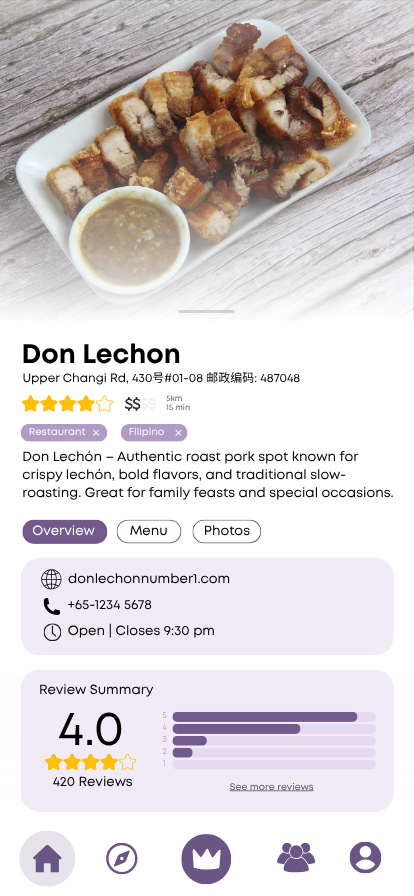 Don Lechon
Upper Changi Rd, 430号#01-08 邮政编码: 487048
$$$$ 5km
15 min
Restaurant ×
Filipino ×
Don Lechón – Authentic roast pork spot known for
crispy lechón, bold flavors, and traditional slow-
roasting. Great for family feasts and special occasions.
Overview
Menu
Photos
donlechonnumber1.com
+65-1234 5678
Open | Closes 9:30 pm
Review Summary
4.0
420 Reviews
5
4
3
2
1
See more reviews